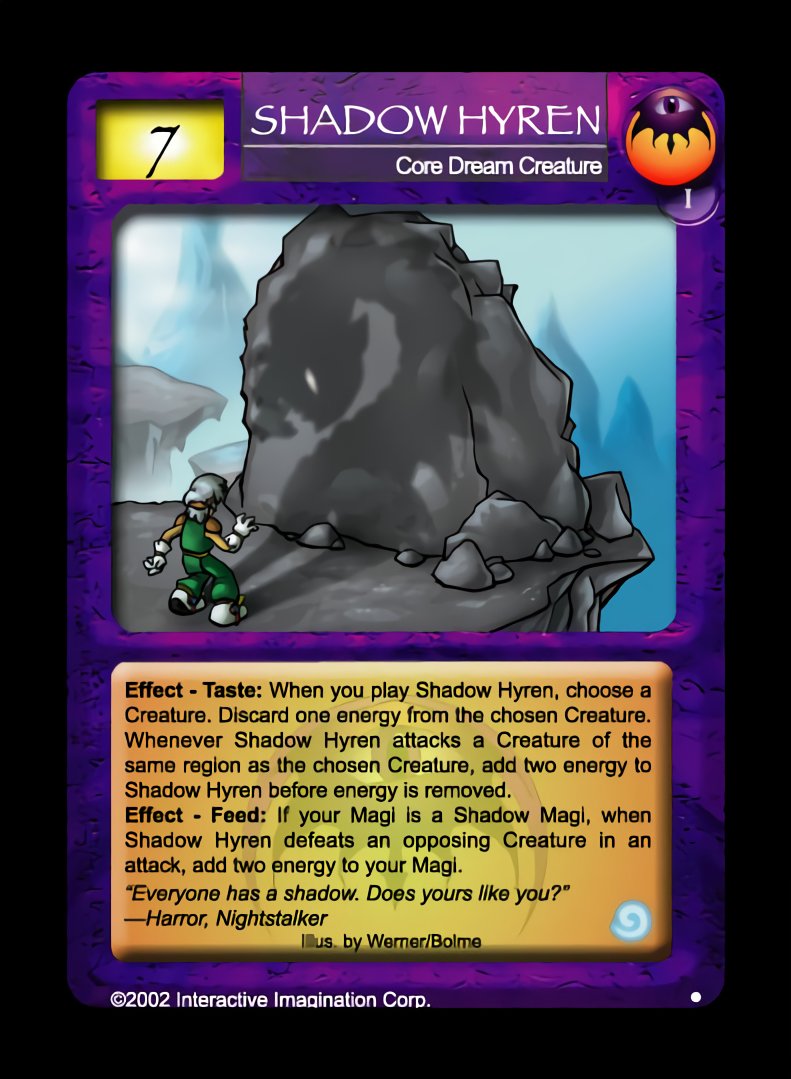 7
SHADOW HYREN
Core Dream Creature
I
Effect - Taste: When you play Shadow Hyren, choose a
Creature. Discard one energy from the chosen Creature.
Whenever Shadow Hyren attacks a Creature of the
same region as the chosen Creature, add two energy to
Shadow Hyren before energy is removed.
Effect - Feed: If your Magi is a Shadow Magi, when
Shadow Hyren defeats an opposing Creature in an
attack, add two energy to your Magi.
“Everyone has a shadow. Does yours like you?”
—Harror, Nightstalker
Illus. by Werner/Bolme
©2002 Interactive Imagination Corp.